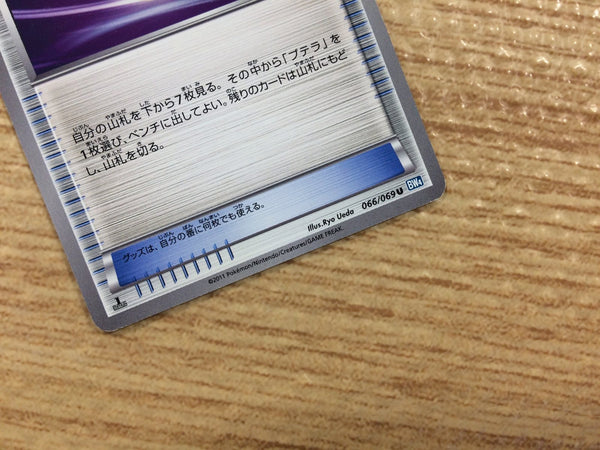 自分の山札を下から7枚見る。その中から「プテラ」を
1枚選び、ベンチに出してよい。残りのカードは山札にもど
し、山札を切る。
グッズは、自分の番に何枚でも使える。
Illus.Ryo Ueda
066/069 U BW4
©2011 Pokémon/Nintendo/Creatures/GAME FREAK.